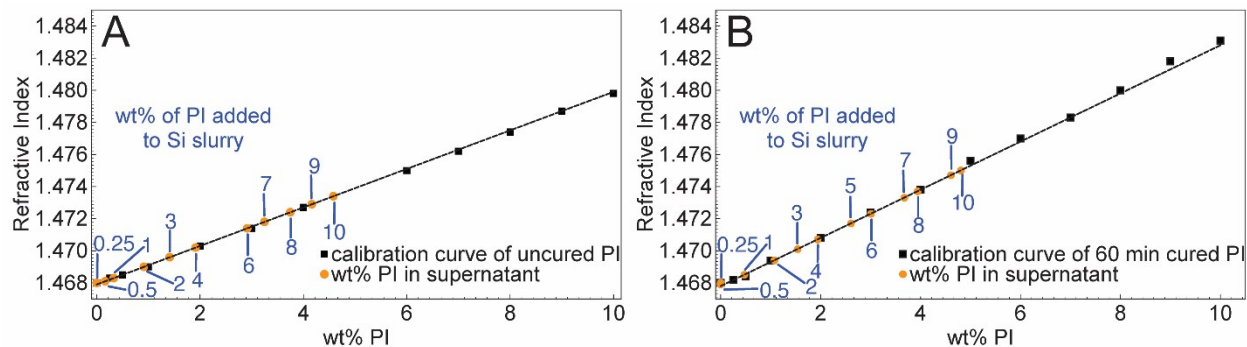 A
1.484
1.482
1.480
1.478
1.476
1.474
1.472
1.470
1.468
Refractive Index
wt% of PI added
to Si slurry
0.25
1
0.5
2
3
4
6
7
8
9
10
calibration curve of uncured PI
wt% PI in supernatant
0 2 4 6 8 10
wt% PI
B
1.484
1.482
1.480
1.478
1.476
1.474
1.472
1.470
1.468
Refractive Index
wt% of PI added
to Si slurry
0.25
1
0.5
2
3
4
5
6
7
8
9
10
calibration curve of 60 min cured PI
wt% PI in supernatant
0 2 4 6 8 10
wt% PI